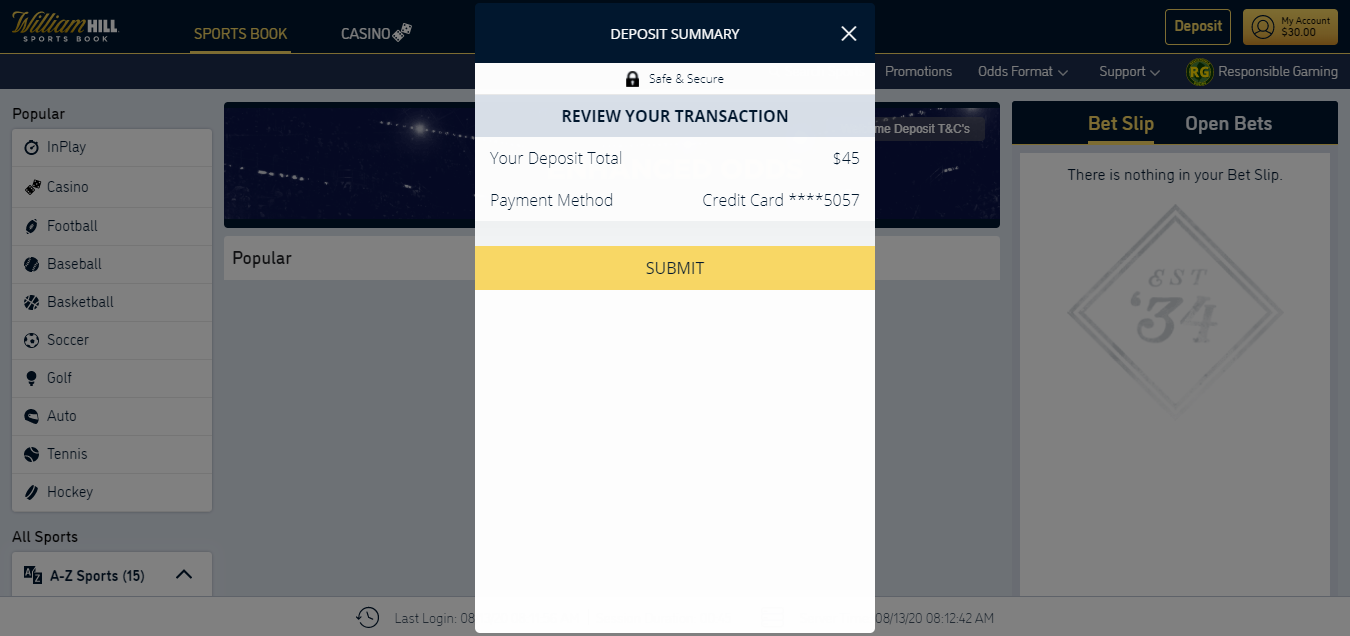 William HILL
SPORTS BOOK
SPORTS BOOK
CASINO
DEPOSIT SUMMARY
Deposit
My Account
$30.00
Safe & Secure
Promotions
Odds Format
Support
RG Responsible Gaming
REVIEW YOUR TRANSACTION
Your Deposit Total $45
Payment Method Credit Card ****5057
SUBMIT
Popular
InPlay
Casino
Football
Baseball
Basketball
Soccer
Golf
Auto
Tennis
Hockey
All Sports
A-Z Sports (15)
Deposit T&C's
Popular
Bet Slip
Open Bets
There is nothing in your Bet Slip.
EST
‘34
Last Login: 08
08/13/20 08:12:42 AM